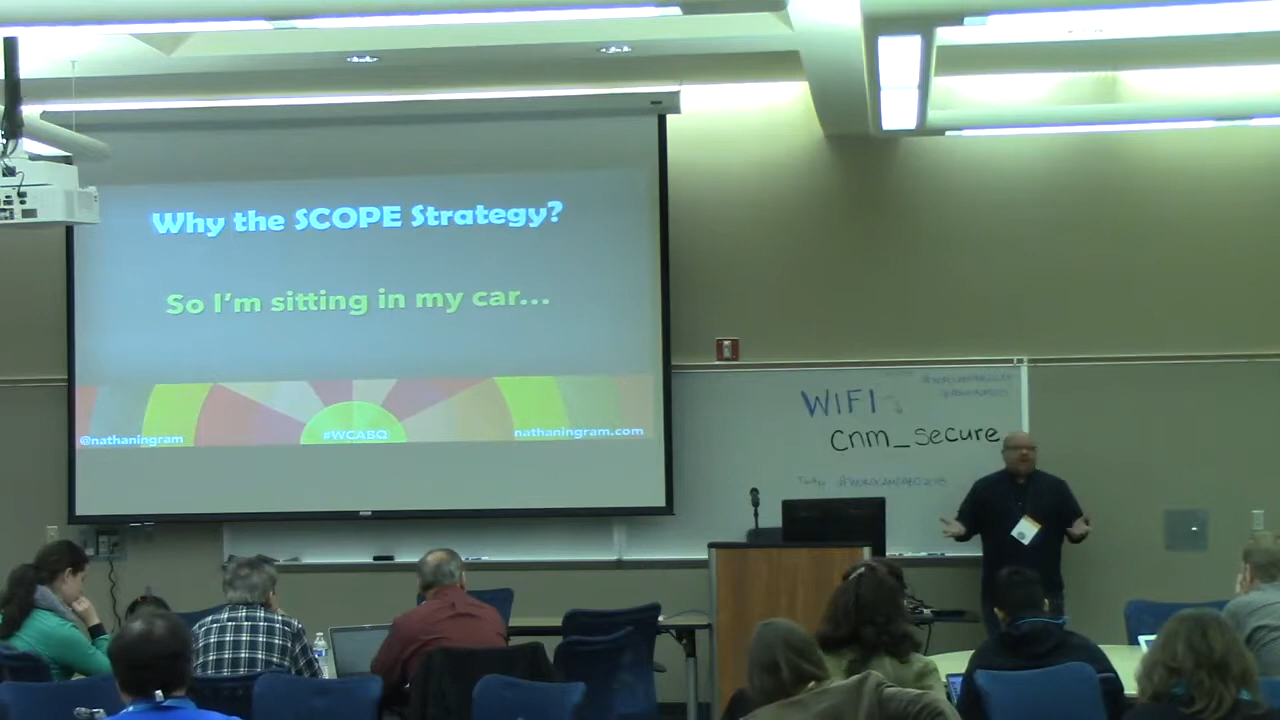 Why the SCOPE Strategy?
So I'm sitting in my car...
@nathaningram
#WCABQ
nathaningram.com
WIFI
cnm_secure